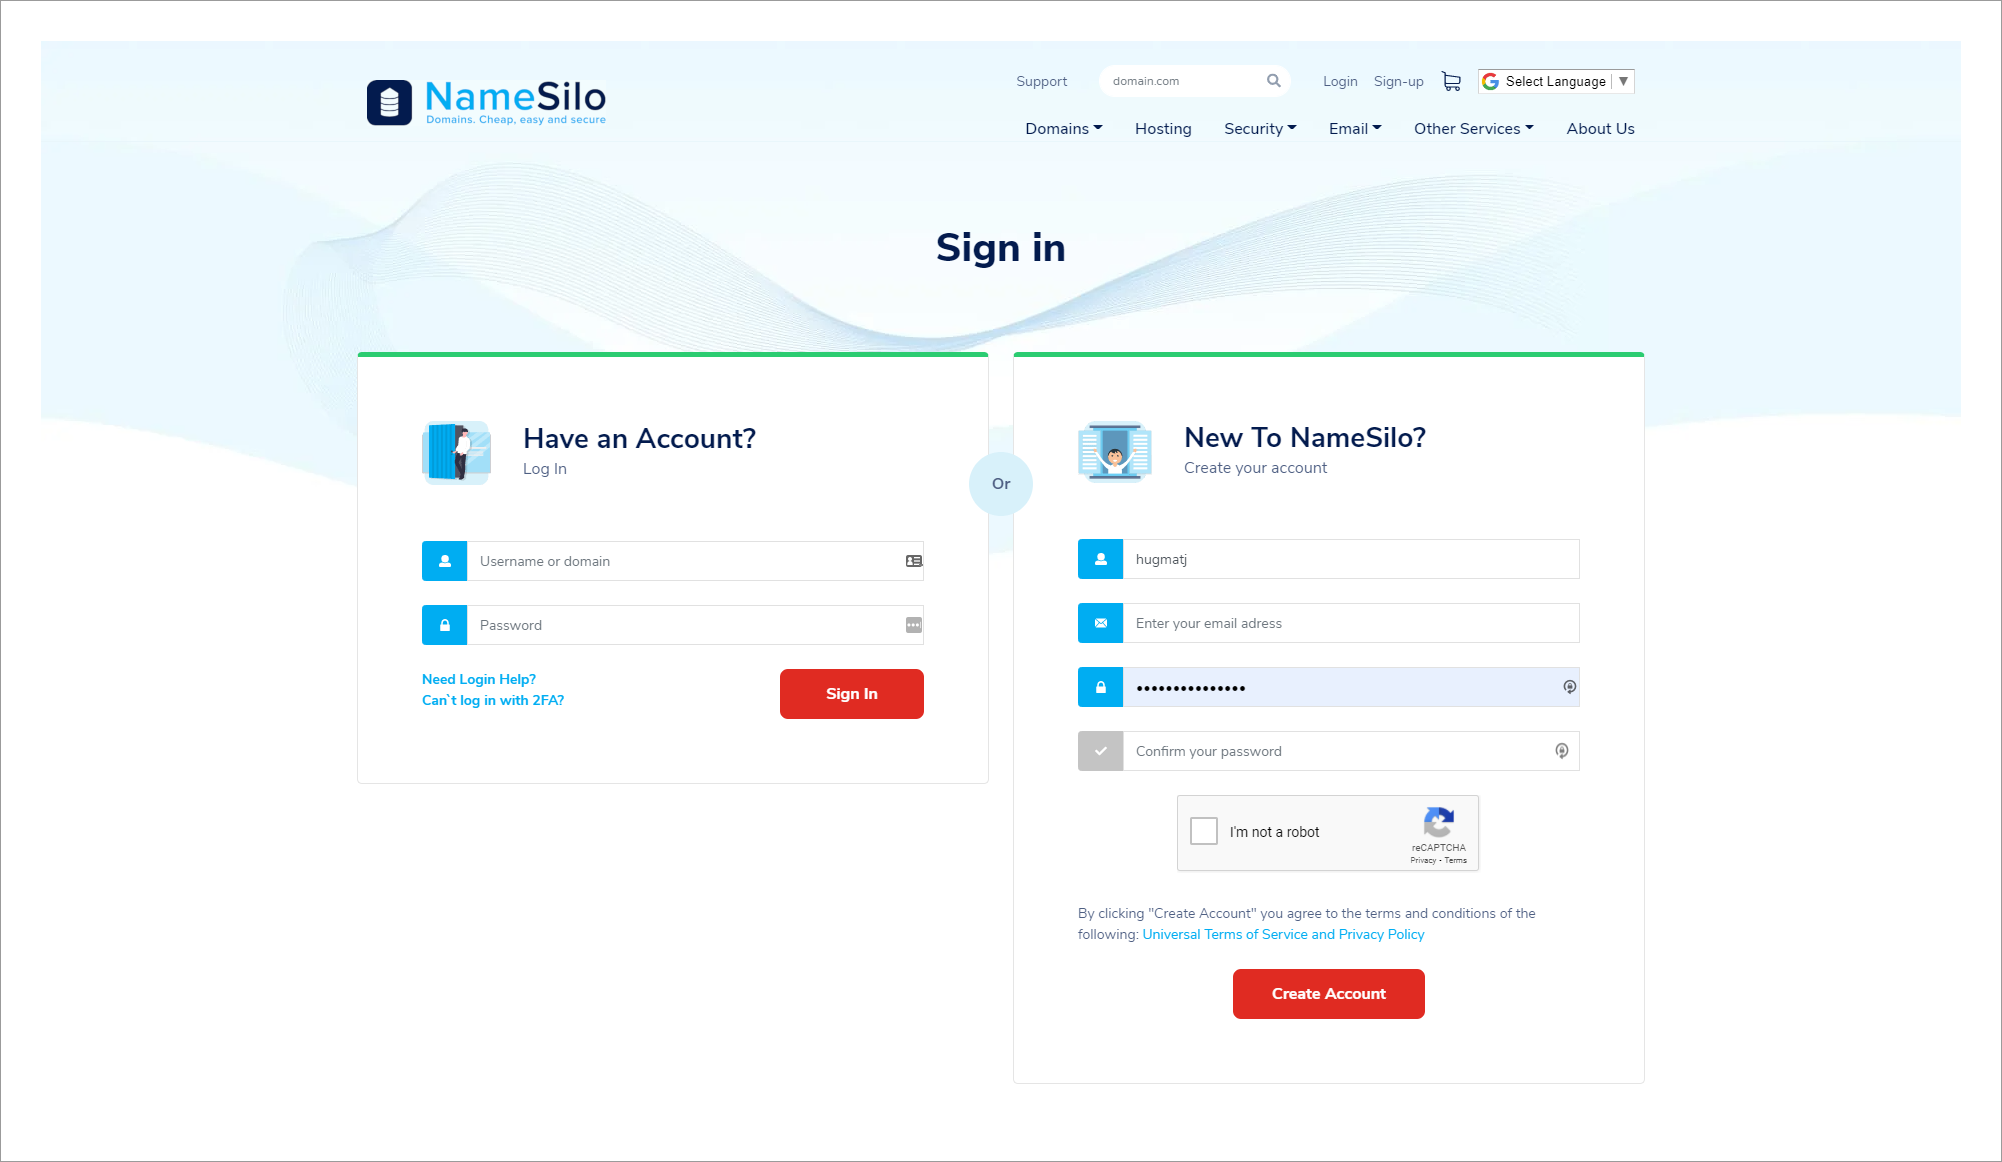 NameSilo
Domains. Cheap, easy and secure
Support
domain.com
Login
Sign-up
Select Language
Domains
Hosting
Security
Email
Other Services
About Us
Sign in
Have an Account?
Log In
Username or domain
Password
Need Login Help?
Can`t log in with 2FA?
Sign In
Or
New To NameSilo?
Create your account
hugmatj
Enter your email adress
•••••••••••••••
Confirm your password
I'm not a robot
reCAPTCHA
Privacy - Terms
By clicking "Create Account" you agree to the terms and conditions of the
following: Universal Terms of Service and Privacy Policy
Create Account